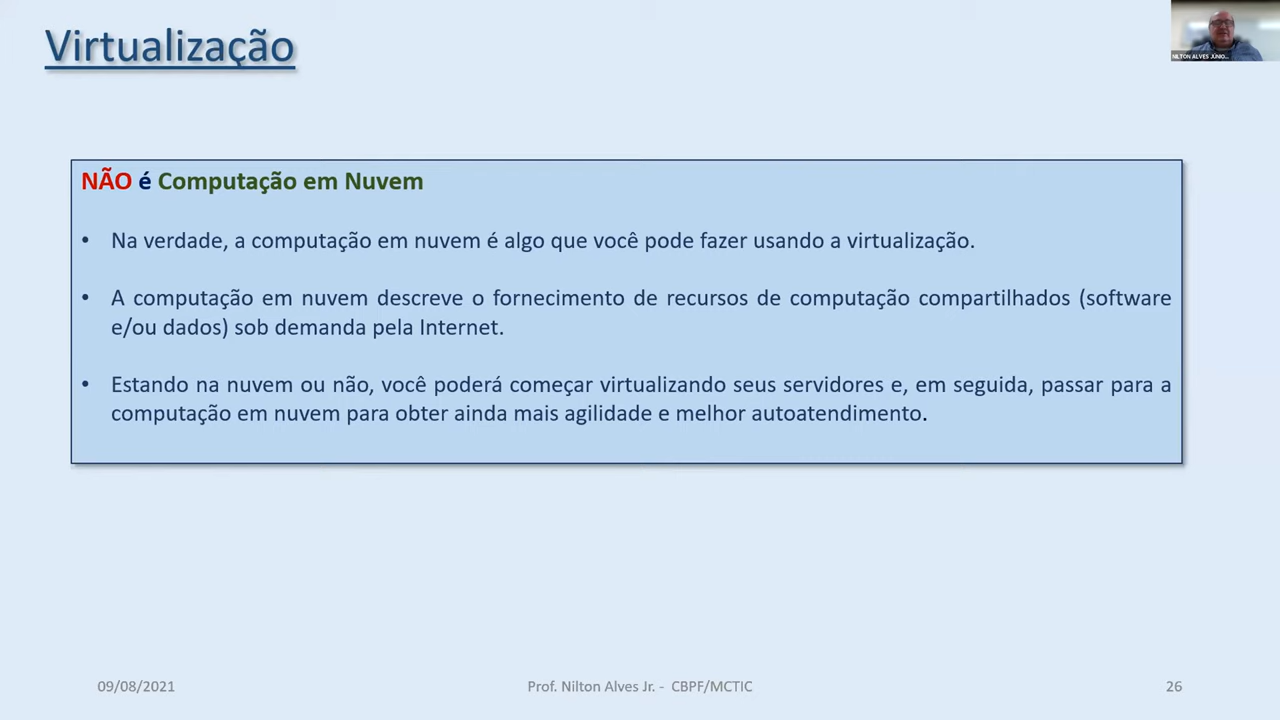 Virtualização
NILTON ALVES JÚNIO...
NÃO é Computação em Nuvem
• Na verdade, a computação em nuvem é algo que você pode fazer usando a virtualização.
• A computação em nuvem descreve o fornecimento de recursos de computação compartilhados (software
e/ou dados) sob demanda pela Internet.
• Estando na nuvem ou não, você poderá começar virtualizando seus servidores e, em seguida, passar para a
computação em nuvem para obter ainda mais agilidade e melhor autoatendimento.
09/08/2021
Prof. Nilton Alves Jr. - CBPF/MCTIC
26